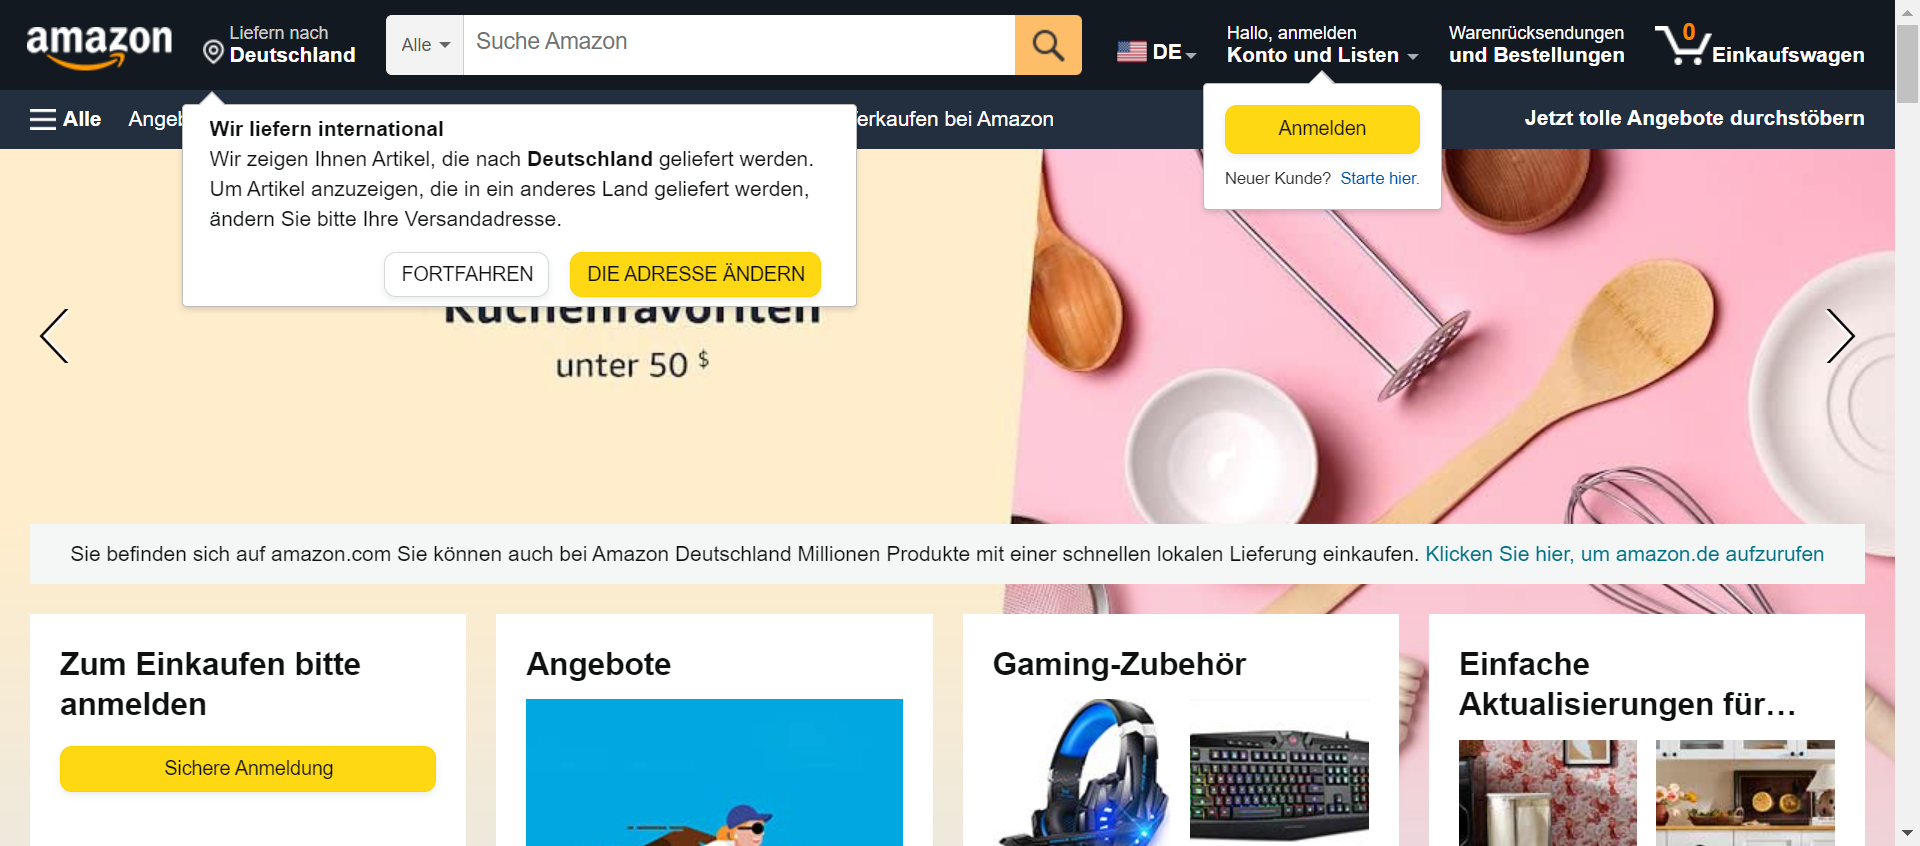 amazon
Liefern nach
Deutschland
Alle
Suche Amazon
DE
Hallo, anmelden
Konto und Listen
Warenrücksendungen
und Bestellungen
0
Einkaufswagen
Alle
erkaufen bei Amazon
Jetzt tolle Angebote durchstöbern
Wir liefern international
Wir zeigen Ihnen Artikel, die nach Deutschland geliefert werden.
Um Artikel anzuzeigen, die in ein anderes Land geliefert werden,
ändern Sie bitte Ihre Versandadresse.
FORTFAHREN
DIE ADRESSE ÄNDERN
Anmelden
Neuer Kunde? Starte hier.
Küchenfavoriten
unter 50 $
Sie befinden sich auf amazon.com Sie können auch bei Amazon Deutschland Millionen Produkte mit einer schnellen lokalen Lieferung einkaufen. Klicken Sie hier, um amazon.de aufzurufen
Zum Einkaufen bitte
anmelden
Sichere Anmeldung
Angebote
Gaming-Zubehör
Einfache
Aktualisierungen für…